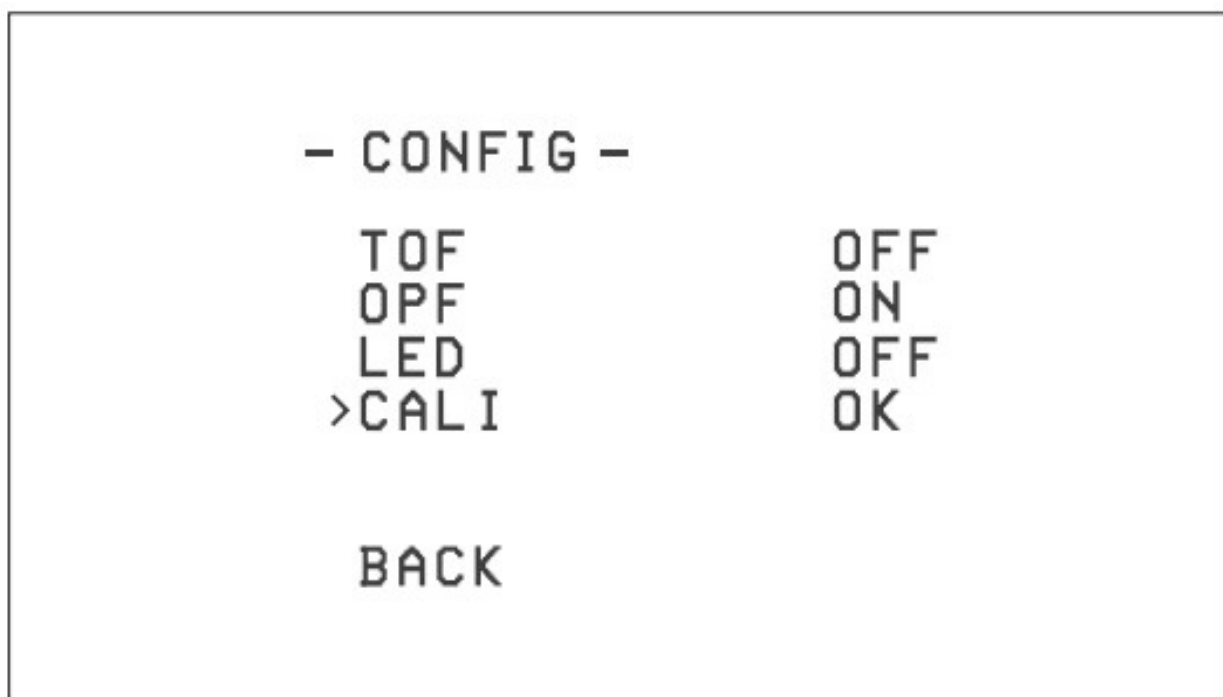 - CONFIG -
TOF OFF
OPF ON
LED OFF
>CALI OK
BACK